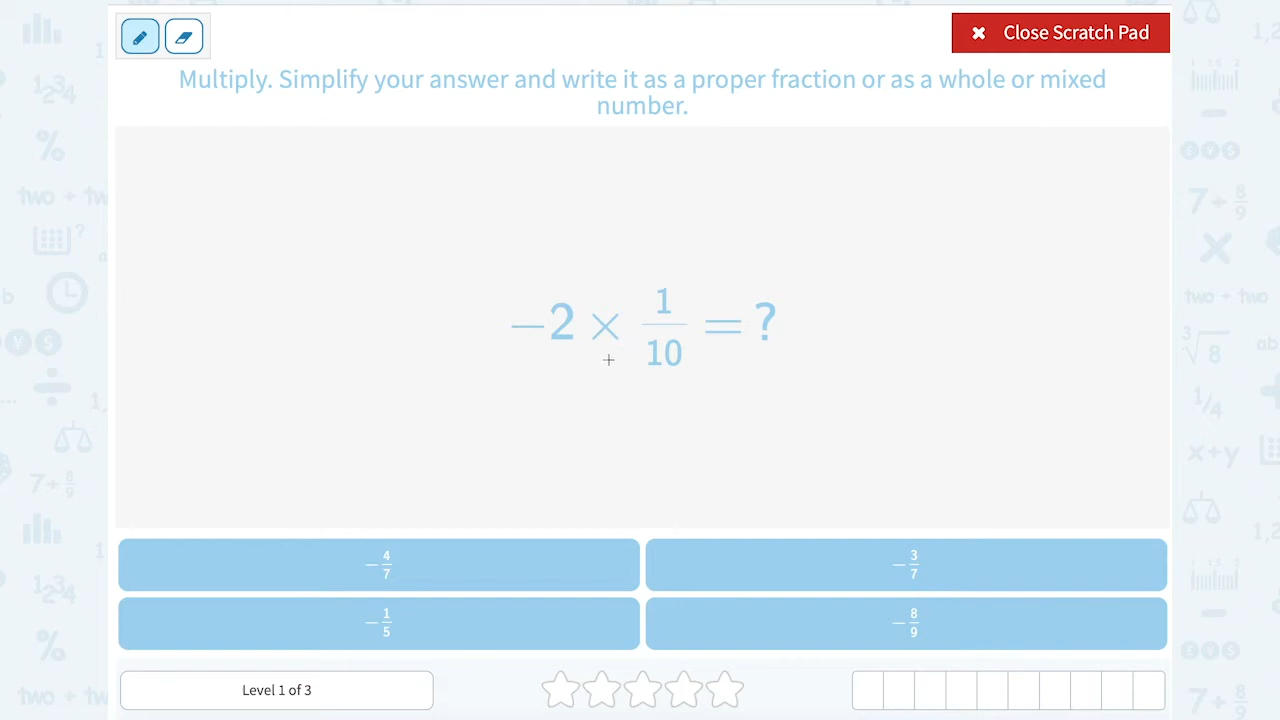 Close Scratch Pad
Multiply. Simplify your answer and write it as a proper fraction or as a whole or mixed
number.
−2 × 1/10 = ?
−4/7
−3/7
−1/5
−8/9
Level 1 of 3